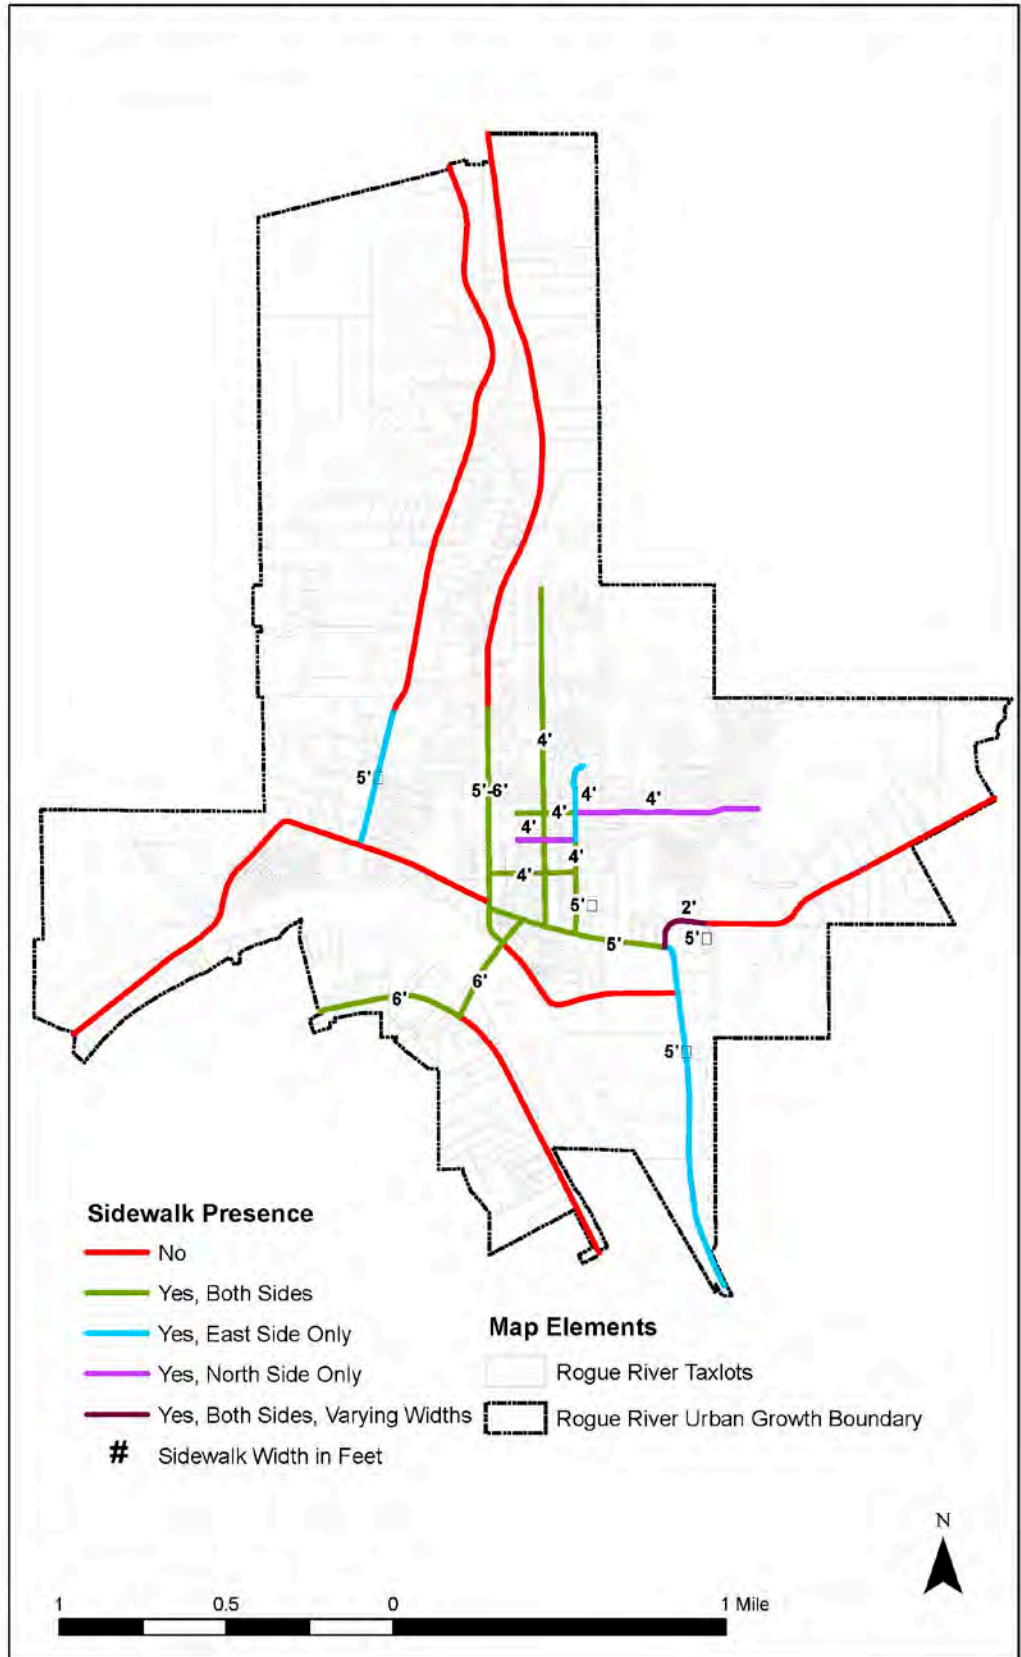 4'
5'
5'-6'
4'
4'
4'
4'
4'
4'
5'
2'
5'
5'
6'
6'
5'
Sidewalk Presence
No
Yes, Both Sides
Yes, East Side Only
Yes, North Side Only
Yes, Both Sides, Varying Widths
# Sidewalk Width in Feet
Map Elements
Rogue River Taxlots
Rogue River Urban Growth Boundary
N
1 0.5 0 1 Mile